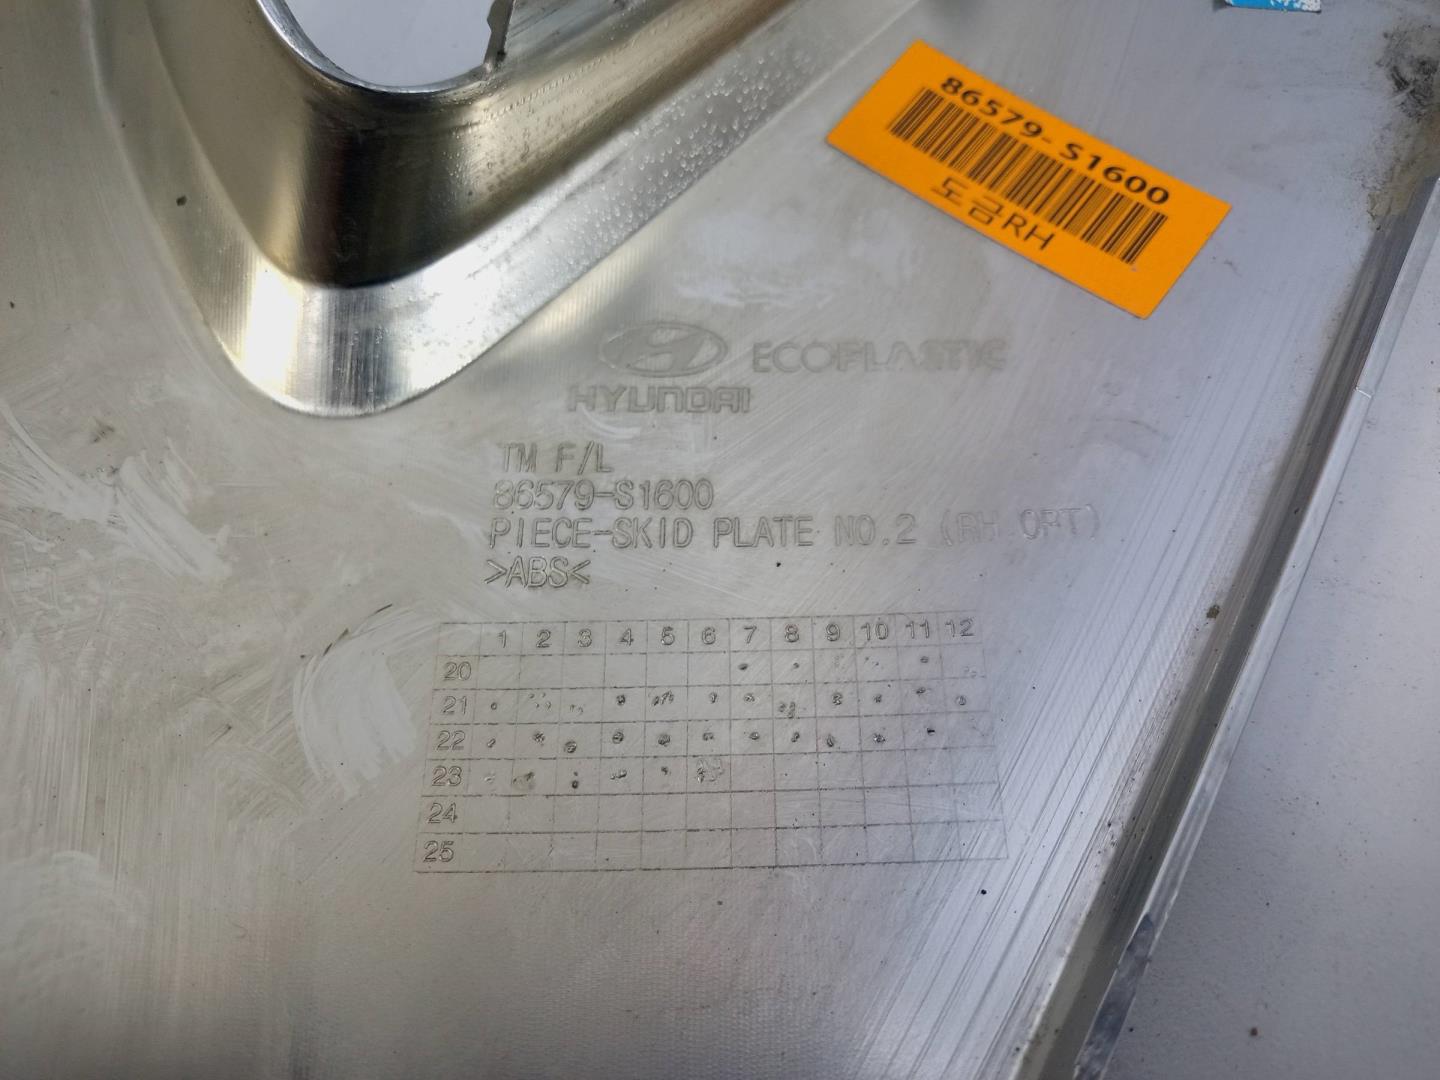 86579-S1600
도금RH
HYUNDAI
ECOPLASTIC
TM F/L
86579-S1600
PIECE-SKID PLATE NO.2 (RH.OPT)
>ABS<
1 2 3 4 5 6 7 8 9 10 11 12
20
21
22
23
24
25